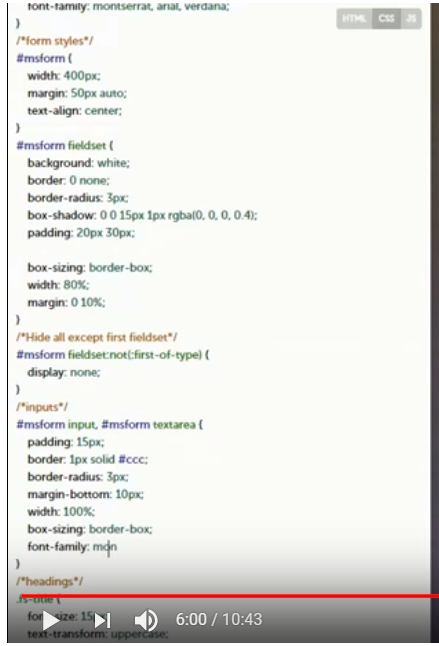 font-family: montserrat, arial, verdana;
}
HTML CSS JS
/*form styles*/
#msform {
width: 400px;
margin: 50px auto;
text-align: center;
}
#msform fieldset {
background: white;
border: 0 none;
border-radius: 3px;
box-shadow: 0 0 15px 1px rgba(0, 0, 0, 0.4);
padding: 20px 30px;
box-sizing: border-box;
width: 80%;
margin: 0 10%;
}
/*Hide all except first fieldset*/
#msform fieldset:not(:first-of-type) {
display: none;
}
/*inputs*/
#msform input, #msform textarea {
padding: 15px;
border: 1px solid #ccc;
border-radius: 3px;
margin-bottom: 10px;
width: 100%;
box-sizing: border-box;
font-family: mon
}
/*headings*/
.fs-title {
size: 15
6:00 / 10:43
text-transform: uppercase;